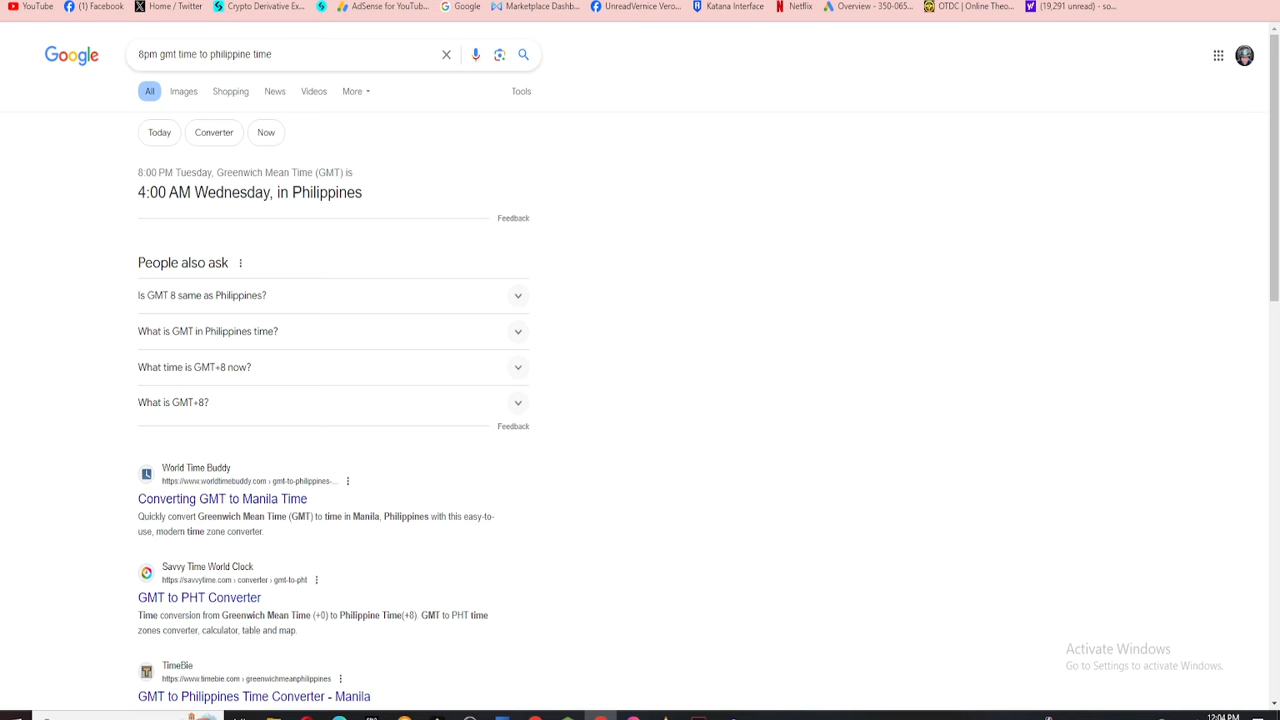 YouTube (1) Facebook Home / Twitter Crypto Derivative Ex... AdSense for YouTub... Google Marketplace Dashb... UnreadVernice Vero... Katana Interface Netflix Overview - 350-065... OTDC | Online Theo... (19,291 unread) - so...
Google
8pm gmt time to philippine time
All Images Shopping News Videos More Tools
Today Converter Now
8:00 PM Tuesday, Greenwich Mean Time (GMT) is
4:00 AM Wednesday, in Philippines
Feedback
People also ask
Is GMT 8 same as Philippines?
What is GMT in Philippines time?
What time is GMT+8 now?
What is GMT+8?
Feedback
World Time Buddy
https://www.worldtimebuddy.com › gmt-to-philippines-...
Converting GMT to Manila Time
Quickly convert Greenwich Mean Time (GMT) to time in Manila, Philippines with this easy-to-
use, modern time zone converter.
Savvy Time World Clock
https://savvytime.com › converter › gmt-to-pht
GMT to PHT Converter
Time conversion from Greenwich Mean Time (+0) to Philippine Time(+8). GMT to PHT time
zones converter, calculator, table and map.
TimeBie
https://www.timebie.com › greenwichmeanphilippines
GMT to Philippines Time Converter - Manila
Activate Windows
Go to Settings to activate Windows.
12:04 PM